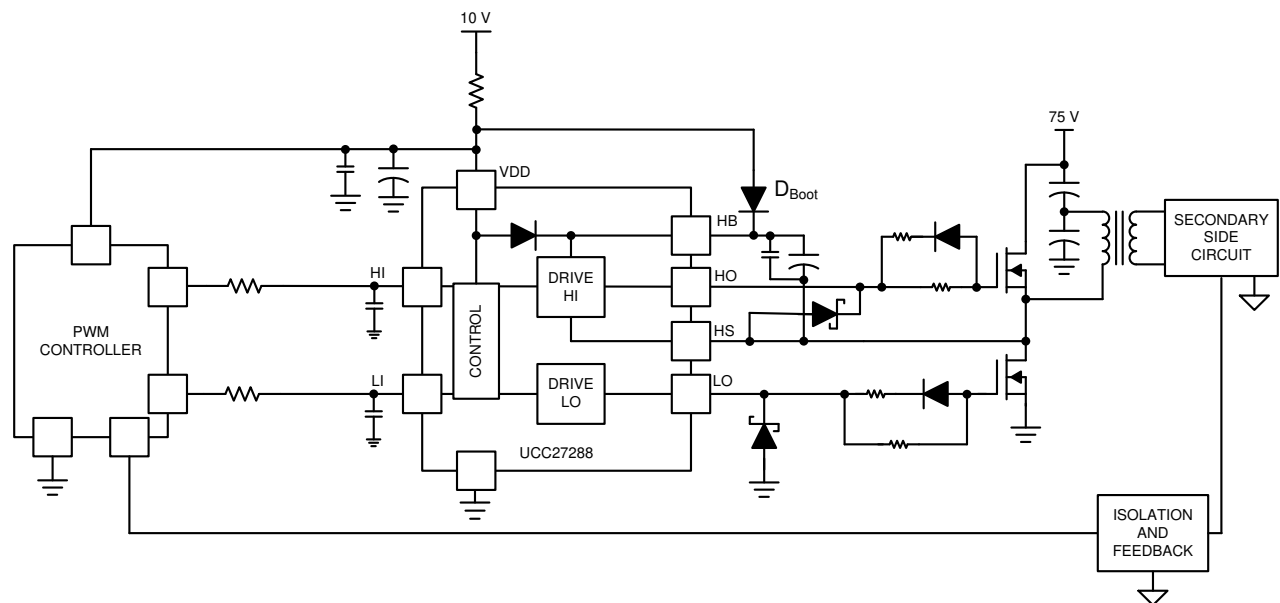 10 V
75 V
VDD
D Boot
HB
SECONDARY
SIDE
CIRCUIT
HI
DRIVE
HI
HO
PWM
CONTROLLER
CONTROL
HS
LI
DRIVE
LO
LO
UCC27288
ISOLATION
AND
FEEDBACK